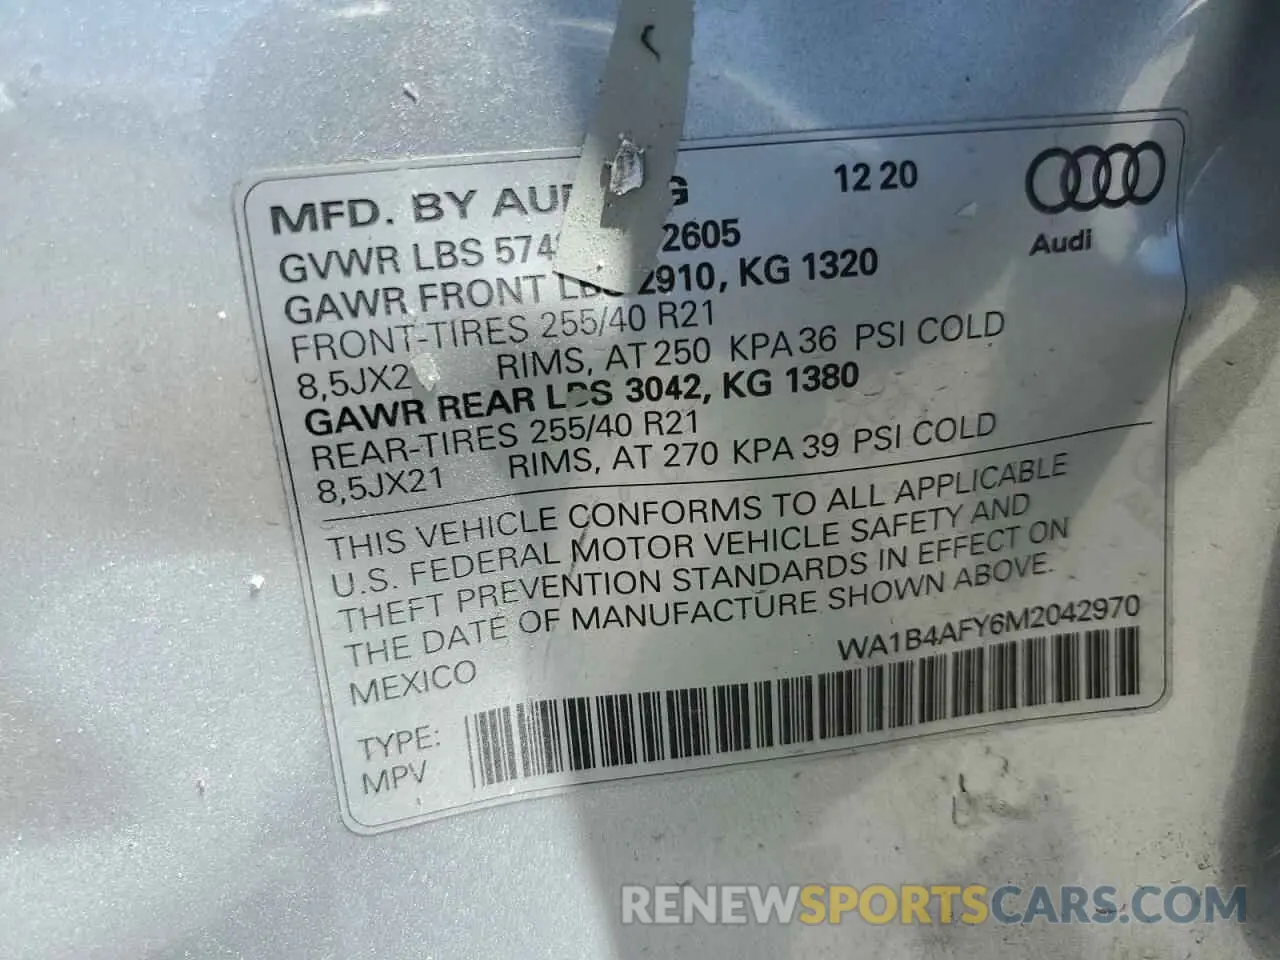 MFD. BY AUDI AG 12 20
GVWR LBS 574 2605
GAWR FRONT LBS 2910, KG 1320
FRONT-TIRES 255/40 R21
8,5JX2 RIMS, AT 250 KPA 36 PSI COLD
GAWR REAR LBS 3042, KG 1380
REAR-TIRES 255/40 R21
8,5JX21 RIMS, AT 270 KPA 39 PSI COLD
THIS VEHICLE CONFORMS TO ALL APPLICABLE
U.S. FEDERAL MOTOR VEHICLE SAFETY AND
THEFT PREVENTION STANDARDS IN EFFECT ON
THE DATE OF MANUFACTURE SHOWN ABOVE.
MEXICO WA1B4AFY6M2042970
TYPE:
MPV
Audi
RENEWSPORTSCARS.COM